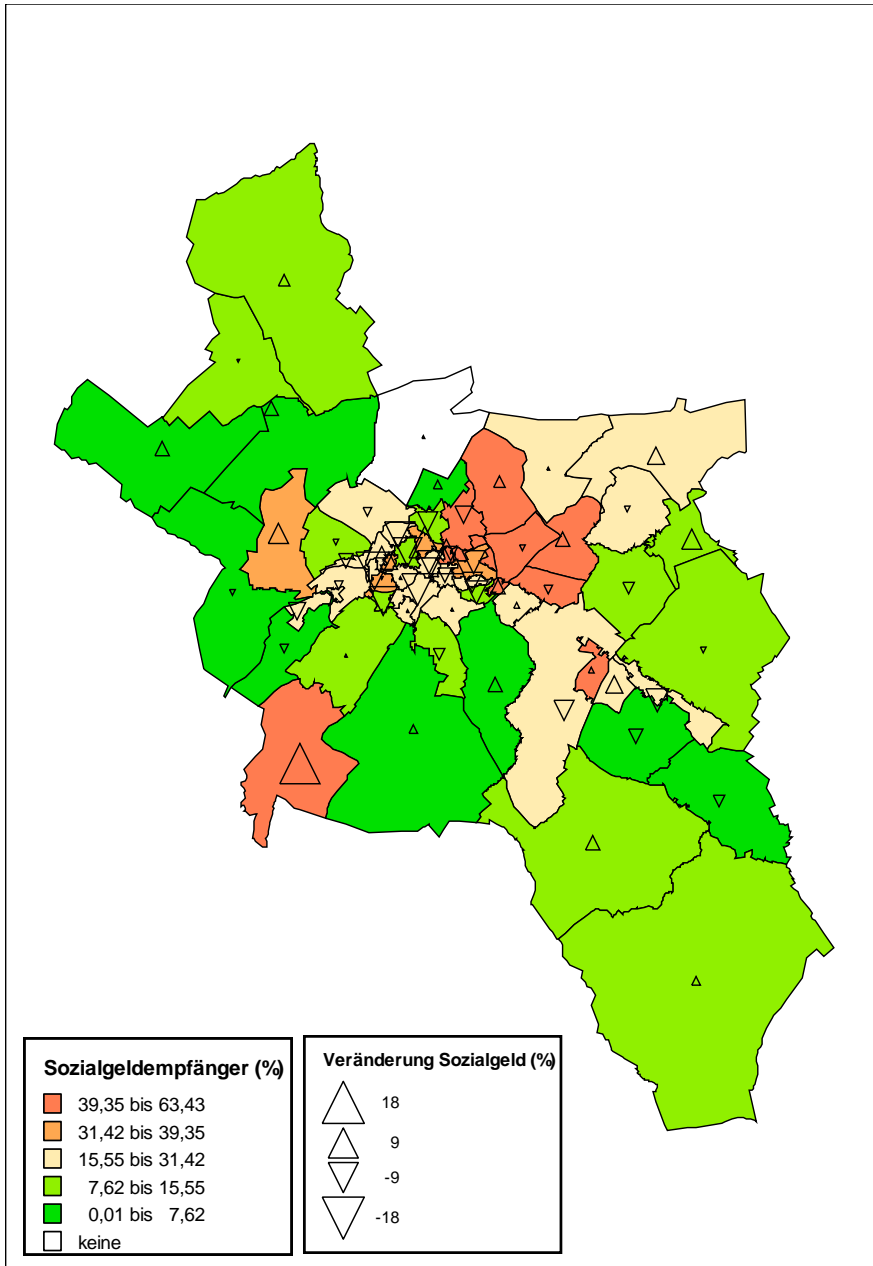 Sozialgeldempfänger (%)
39,35 bis 63,43
31,42 bis 39,35
15,55 bis 31,42
7,62 bis 15,55
0,01 bis 7,62
keine
Veränderung Sozialgeld (%)
18
9
-9
-18